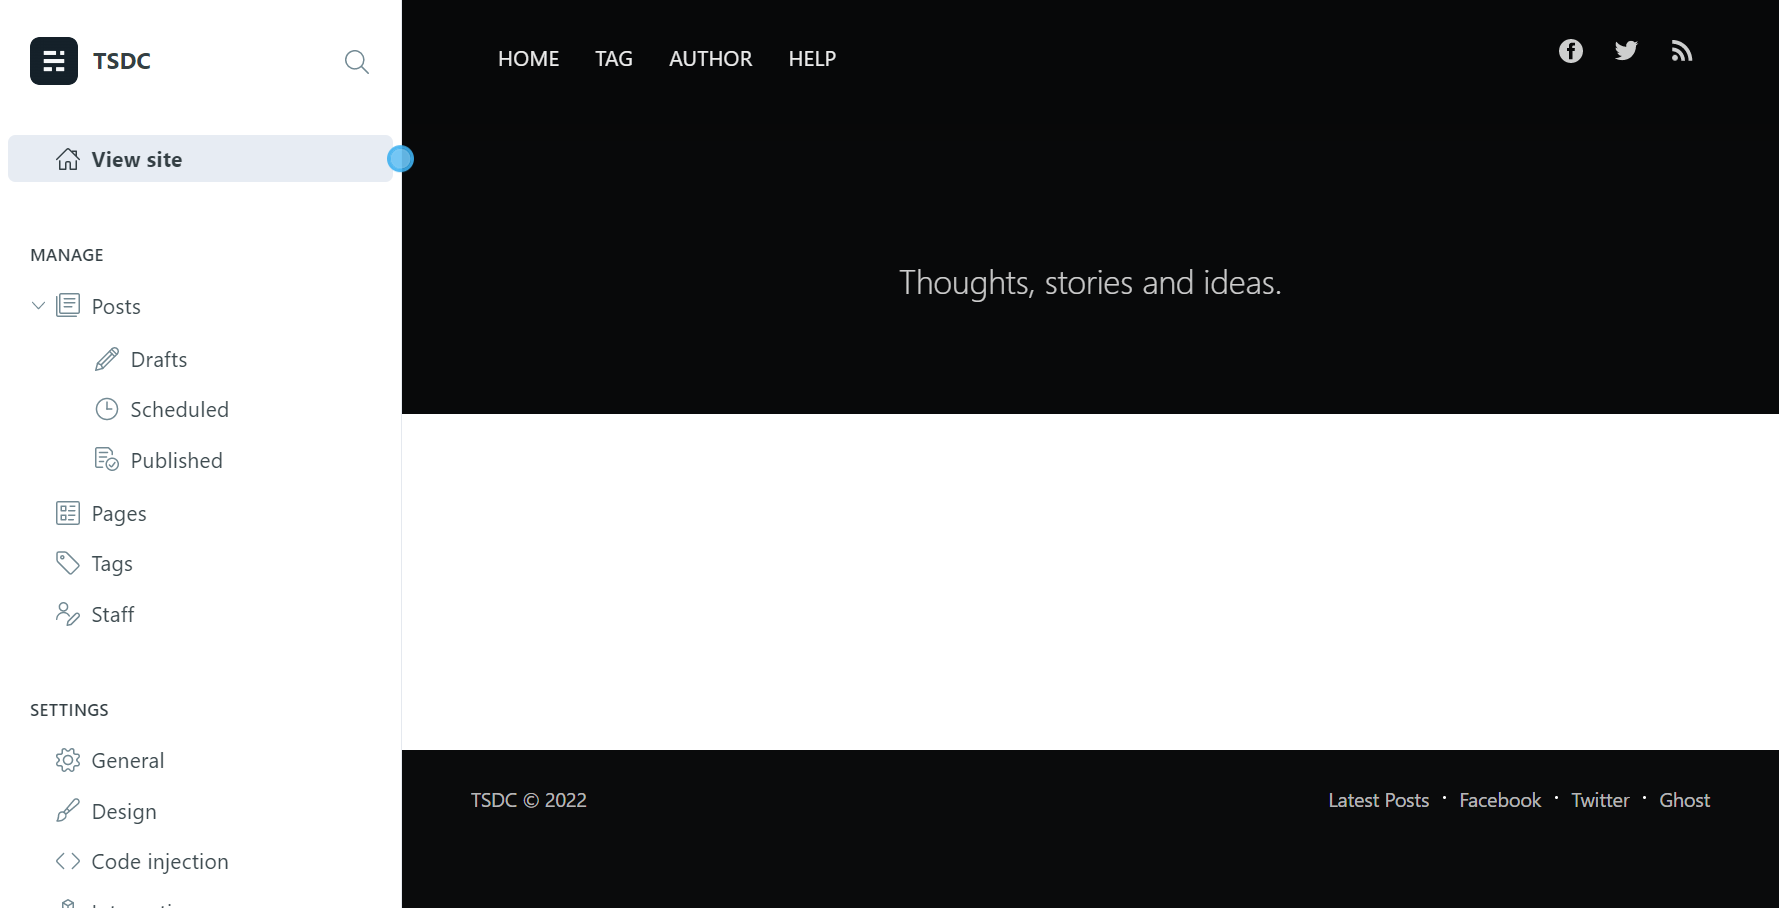 TSDC
View site
MANAGE
Posts
Drafts
Scheduled
Published
Pages
Tags
Staff
SETTINGS
General
Design
Code injection
HOME TAG AUTHOR HELP
Thoughts, stories and ideas.
TSDC © 2022
Latest Posts · Facebook · Twitter · Ghost